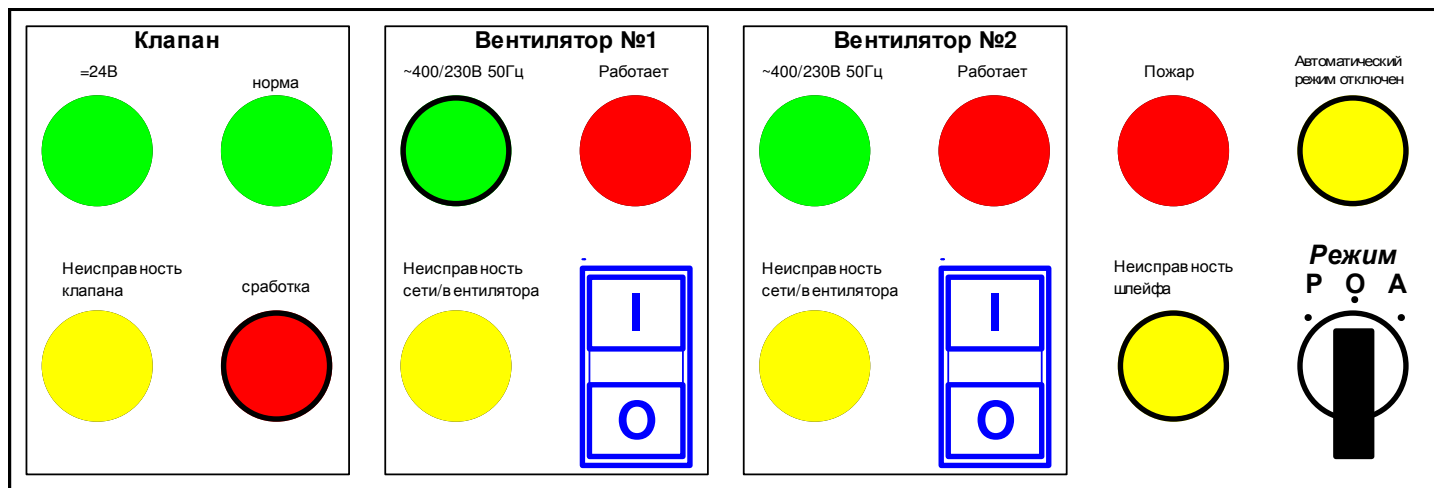 Клапан
=24В
норма
Неисправность
клапана
сработка
Вентилятор №1
~400/230В 50Гц
Работает
Неисправность
сети/вентилятора
I
O
Вентилятор №2
~400/230В 50Гц
Работает
Неисправность
сети/вентилятора
I
O
Пожар
Автоматический
режим отключен
Неисправность
шлейфа
Режим
Р О А